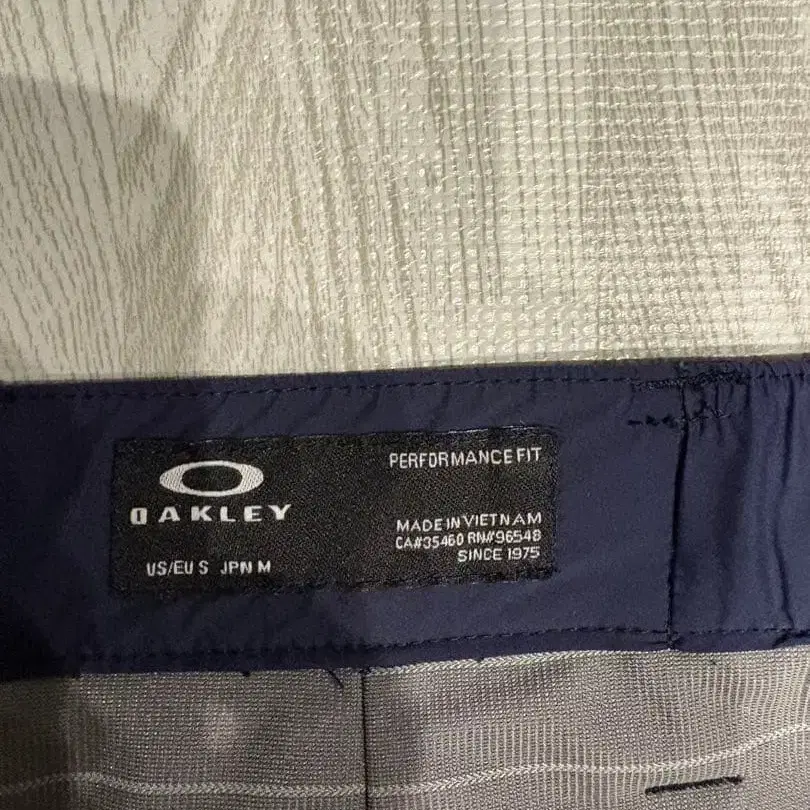 OAKLEY
US/EU S JPN M
PERFORMANCE FIT
MADE IN VIETNAM
CA#35460 RN#96548
SINCE 1975